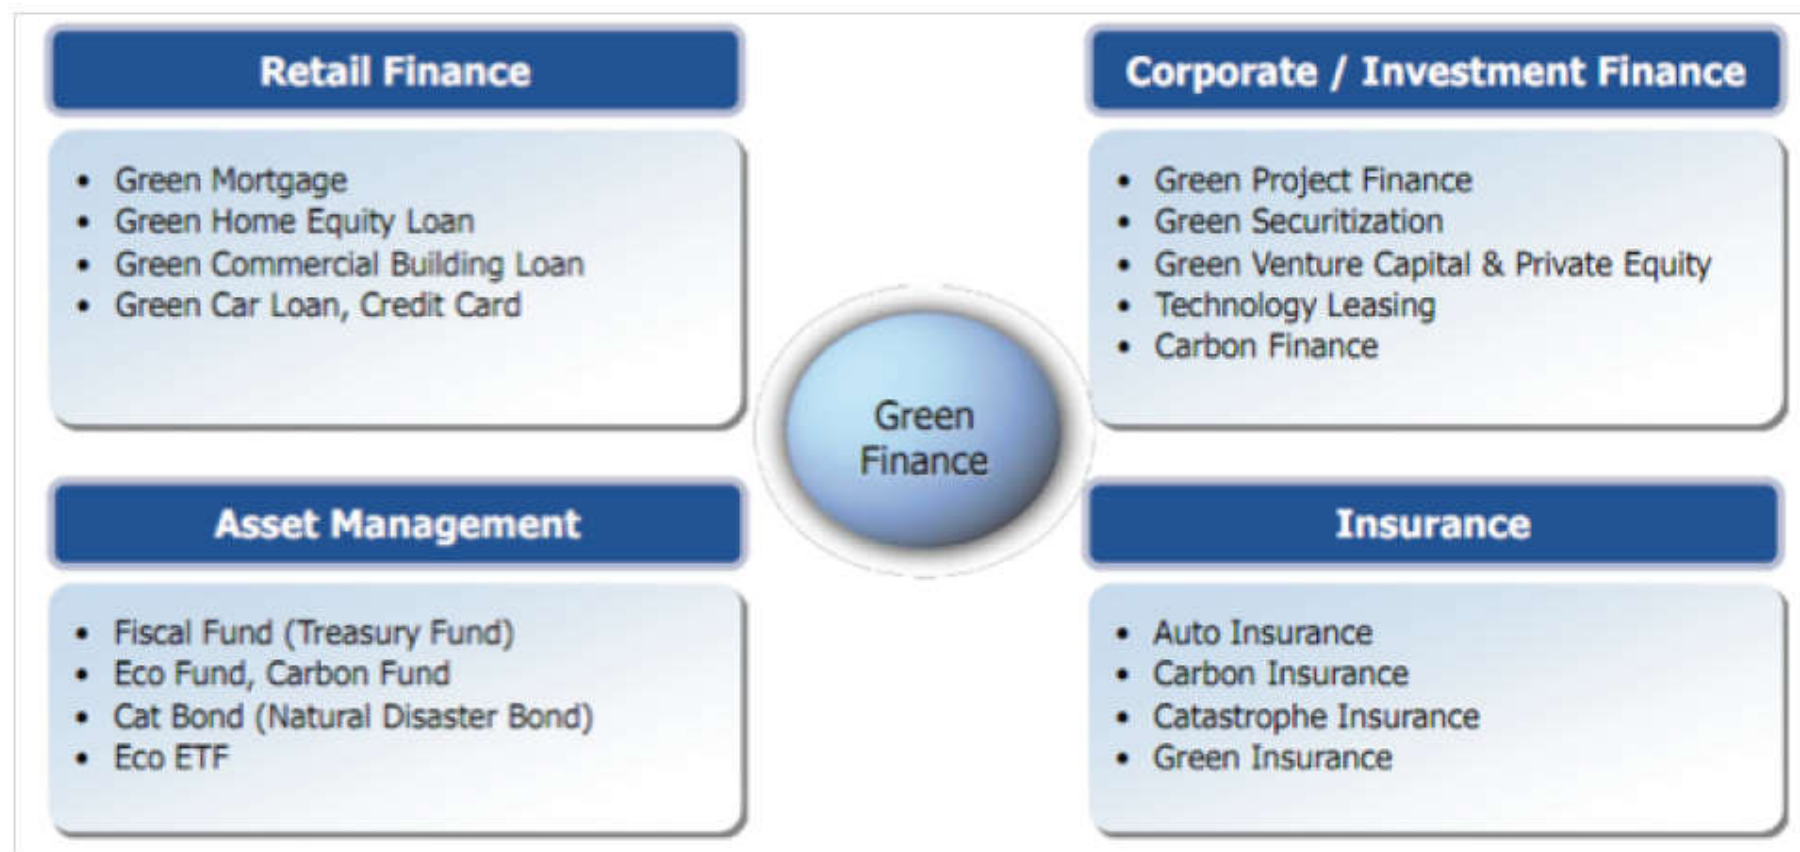 Retail Finance
• Green Mortgage
• Green Home Equity Loan
• Green Commercial Building Loan
• Green Car Loan, Credit Card
Corporate / Investment Finance
• Green Project Finance
• Green Securitization
• Green Venture Capital & Private Equity
• Technology Leasing
• Carbon Finance
Green
Finance
Asset Management
• Fiscal Fund (Treasury Fund)
• Eco Fund, Carbon Fund
• Cat Bond (Natural Disaster Bond)
• Eco ETF
Insurance
• Auto Insurance
• Carbon Insurance
• Catastrophe Insurance
• Green Insurance